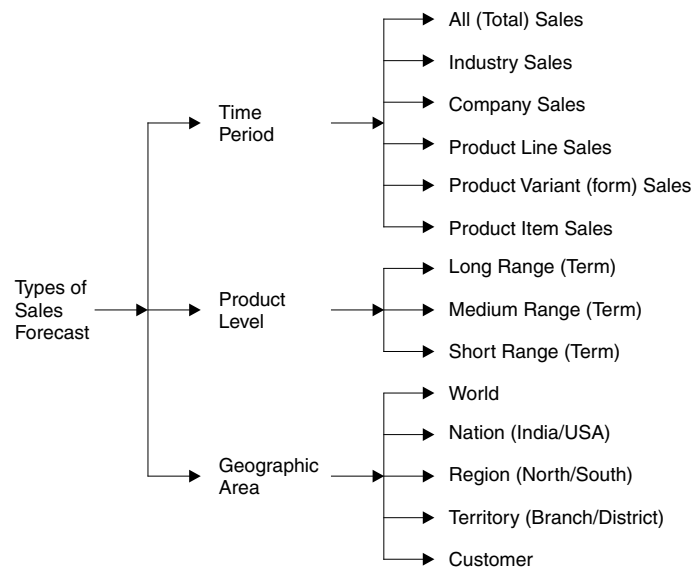 Types of
Sales
Forecast
Time
Period
All (Total) Sales
Industry Sales
Company Sales
Product Line Sales
Product Variant (form) Sales
Product Item Sales
Product
Level
Long Range (Term)
Medium Range (Term)
Short Range (Term)
Geographic
Area
World
Nation (India/USA)
Region (North/South)
Territory (Branch/District)
Customer